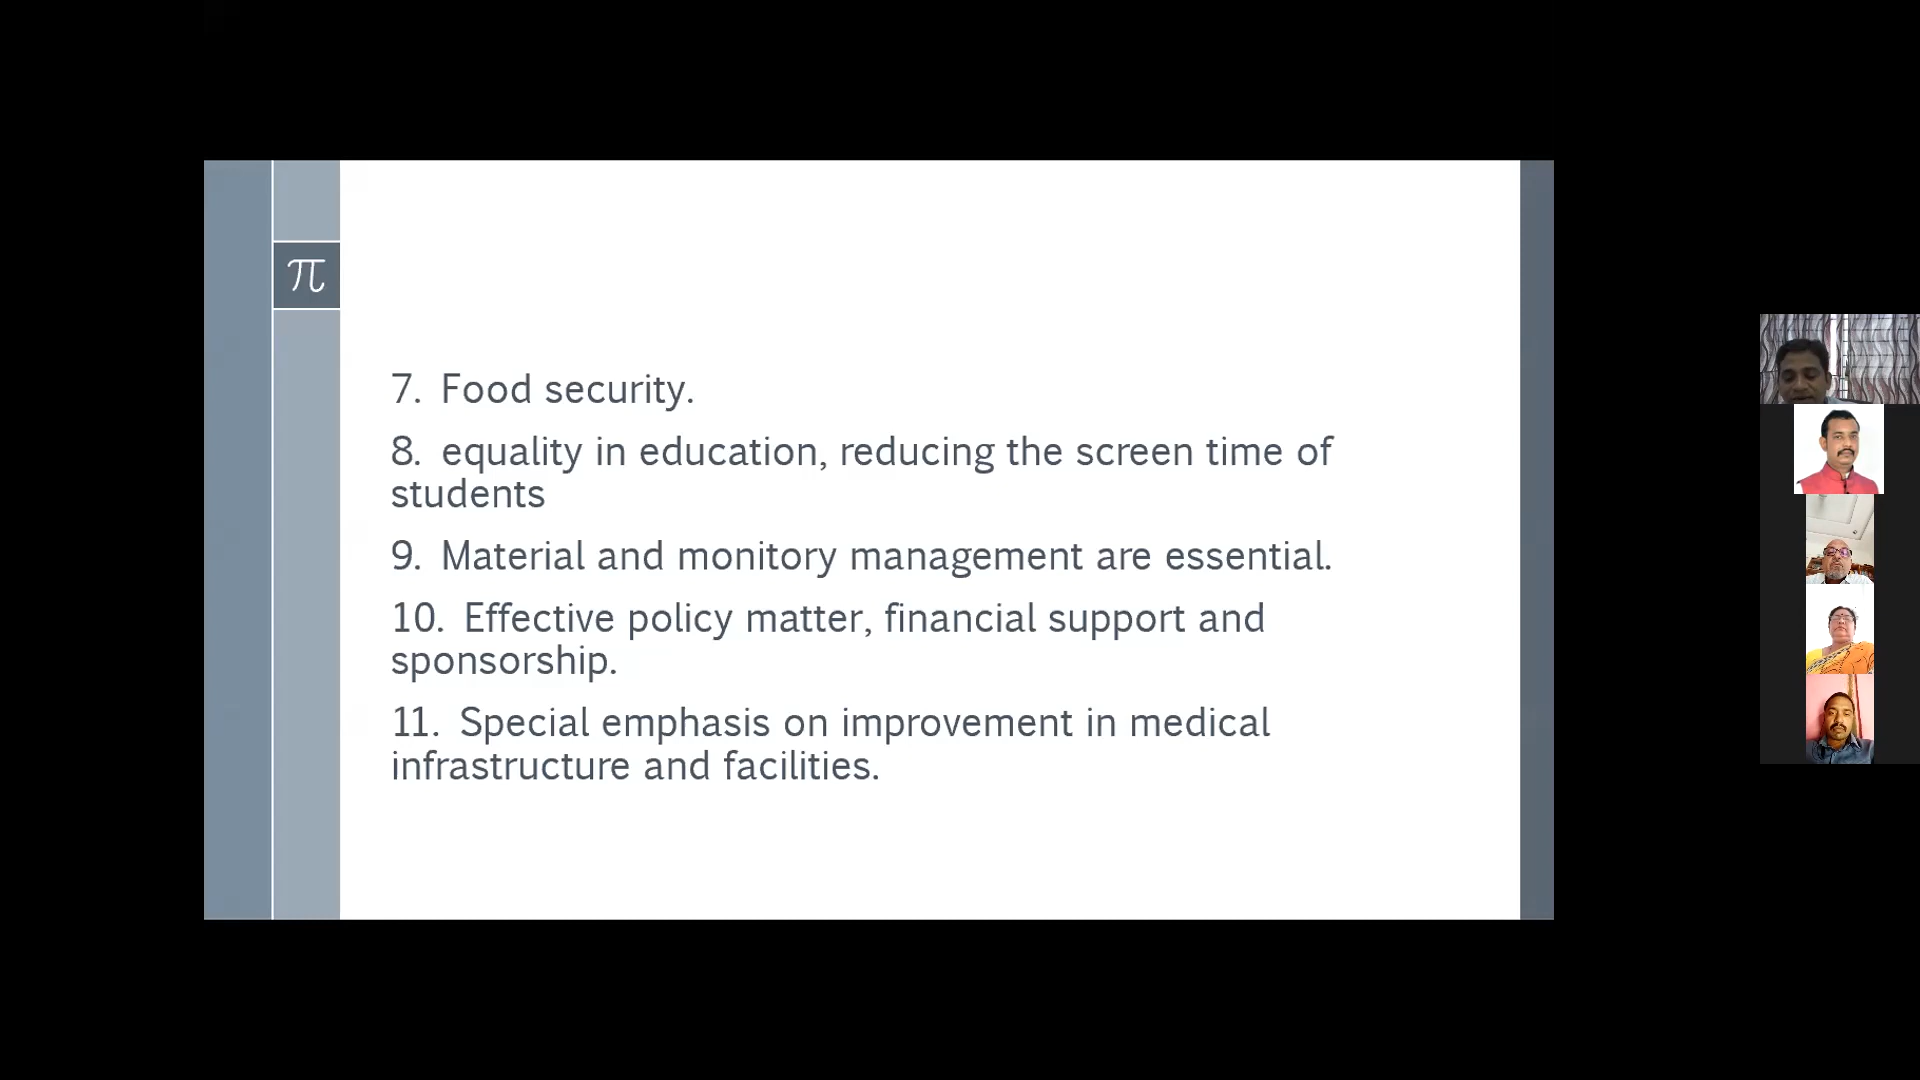 π
7. Food security.
8. equality in education, reducing the screen time of
students
9. Material and monitory management are essential.
10. Effective policy matter, financial support and
sponsorship.
11. Special emphasis on improvement in medical
infrastructure and facilities.